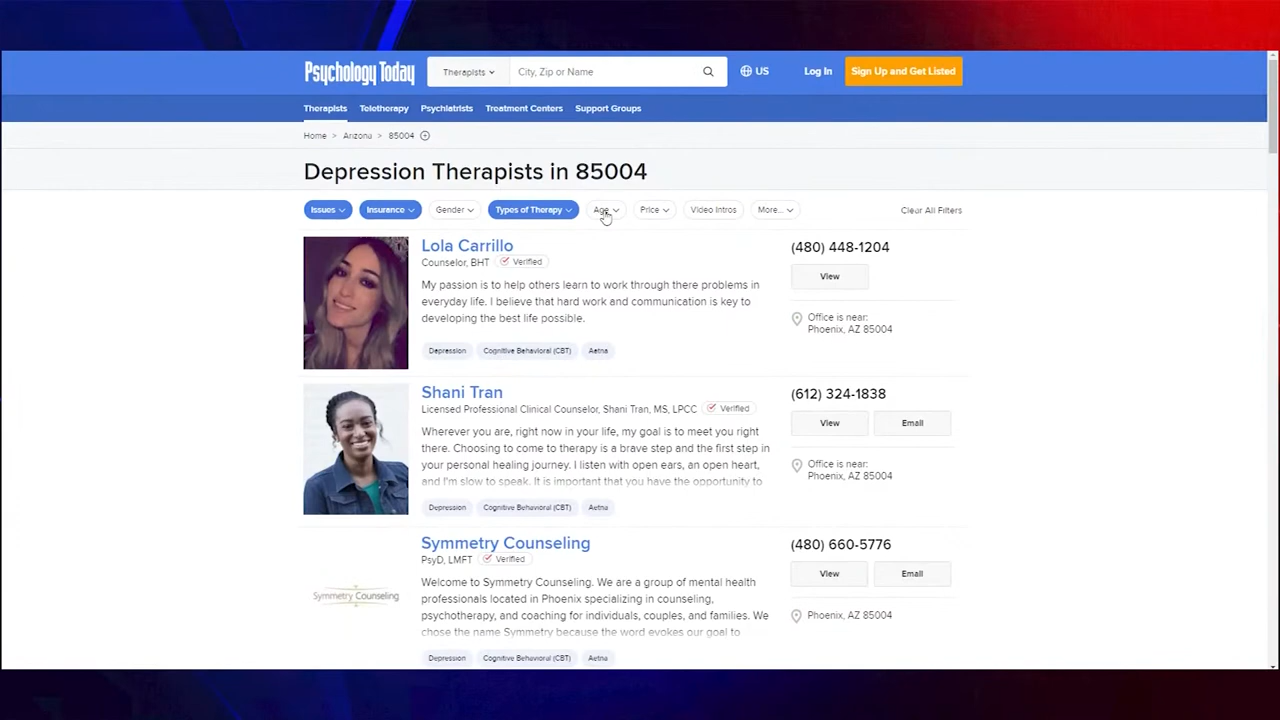 Psychology Today
Therapists
City, Zip or Name
US
Log In
Sign Up and Get Listed
Therapists
Teletherapy
Psychiatrists
Treatment Centers
Support Groups
Home > Arizona > 85004
Depression Therapists in 85004
Issues
Insurance
Gender
Types of Therapy
Age
Price
Video Intros
More...
Clear All Filters
Lola Carrillo
Counselor, BHT
Verified
My passion is to help others learn to work through there problems in
everyday life. I believe that hard work and communication is key to
developing the best life possible.
Depression
Cognitive Behavioral (CBT)
Aetna
(480) 448-1204
View
Office is near:
Phoenix, AZ 85004
Shani Tran
Licensed Professional Clinical Counselor, Shani Tran, MS, LPCC
Verified
Wherever you are, right now in your life, my goal is to meet you right
there. Choosing to come to therapy is a brave step and the first step in
your personal healing journey. I listen with open ears, an open heart,
and I'm slow to speak. It is important that you have the opportunity to
Depression
Cognitive Behavioral (CBT)
Aetna
(612) 324-1838
View
Email
Office is near:
Phoenix, AZ 85004
Symmetry Counseling
Symmetry Counseling
PsyD, LMFT
Verified
Welcome to Symmetry Counseling. We are a group of mental health
professionals located in Phoenix specializing in counseling,
psychotherapy, and coaching for individuals, couples, and families. We
chose the name Symmetry because the word evokes our goal to
Depression
Cognitive Behavioral (CBT)
Aetna
(480) 660-5776
View
Email
Phoenix, AZ 85004